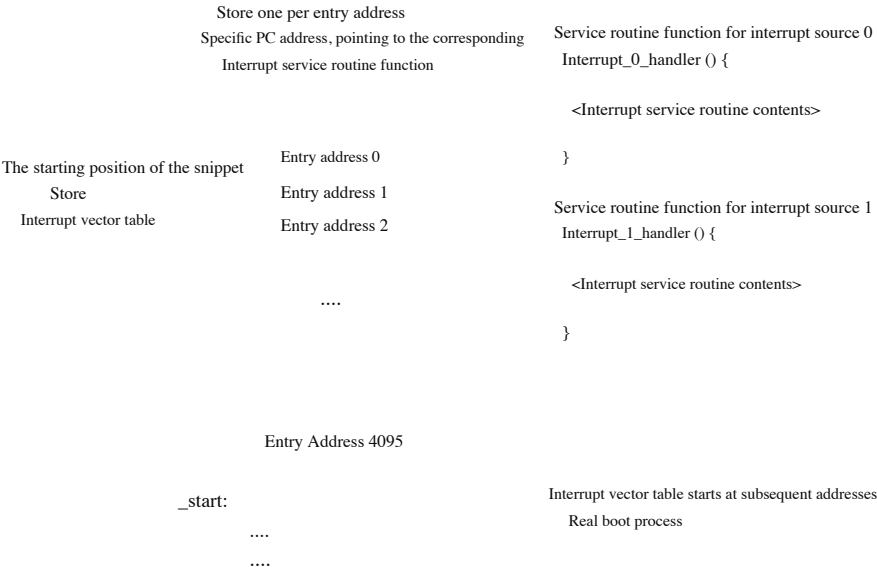 Store one per entry address
Specific PC address, pointing to the corresponding
Interrupt service routine function
Service routine function for interrupt source 0
Interrupt_0_handler () {
<Interrupt service routine contents>
}
The starting position of the snippet
Store
Interrupt vector table
Entry address 0
Entry address 1
Entry address 2
....
Service routine function for interrupt source 1
Interrupt_1_handler () {
<Interrupt service routine contents>
}
Entry Address 4095
_start:
....
....
Interrupt vector table starts at subsequent addresses
Real boot process